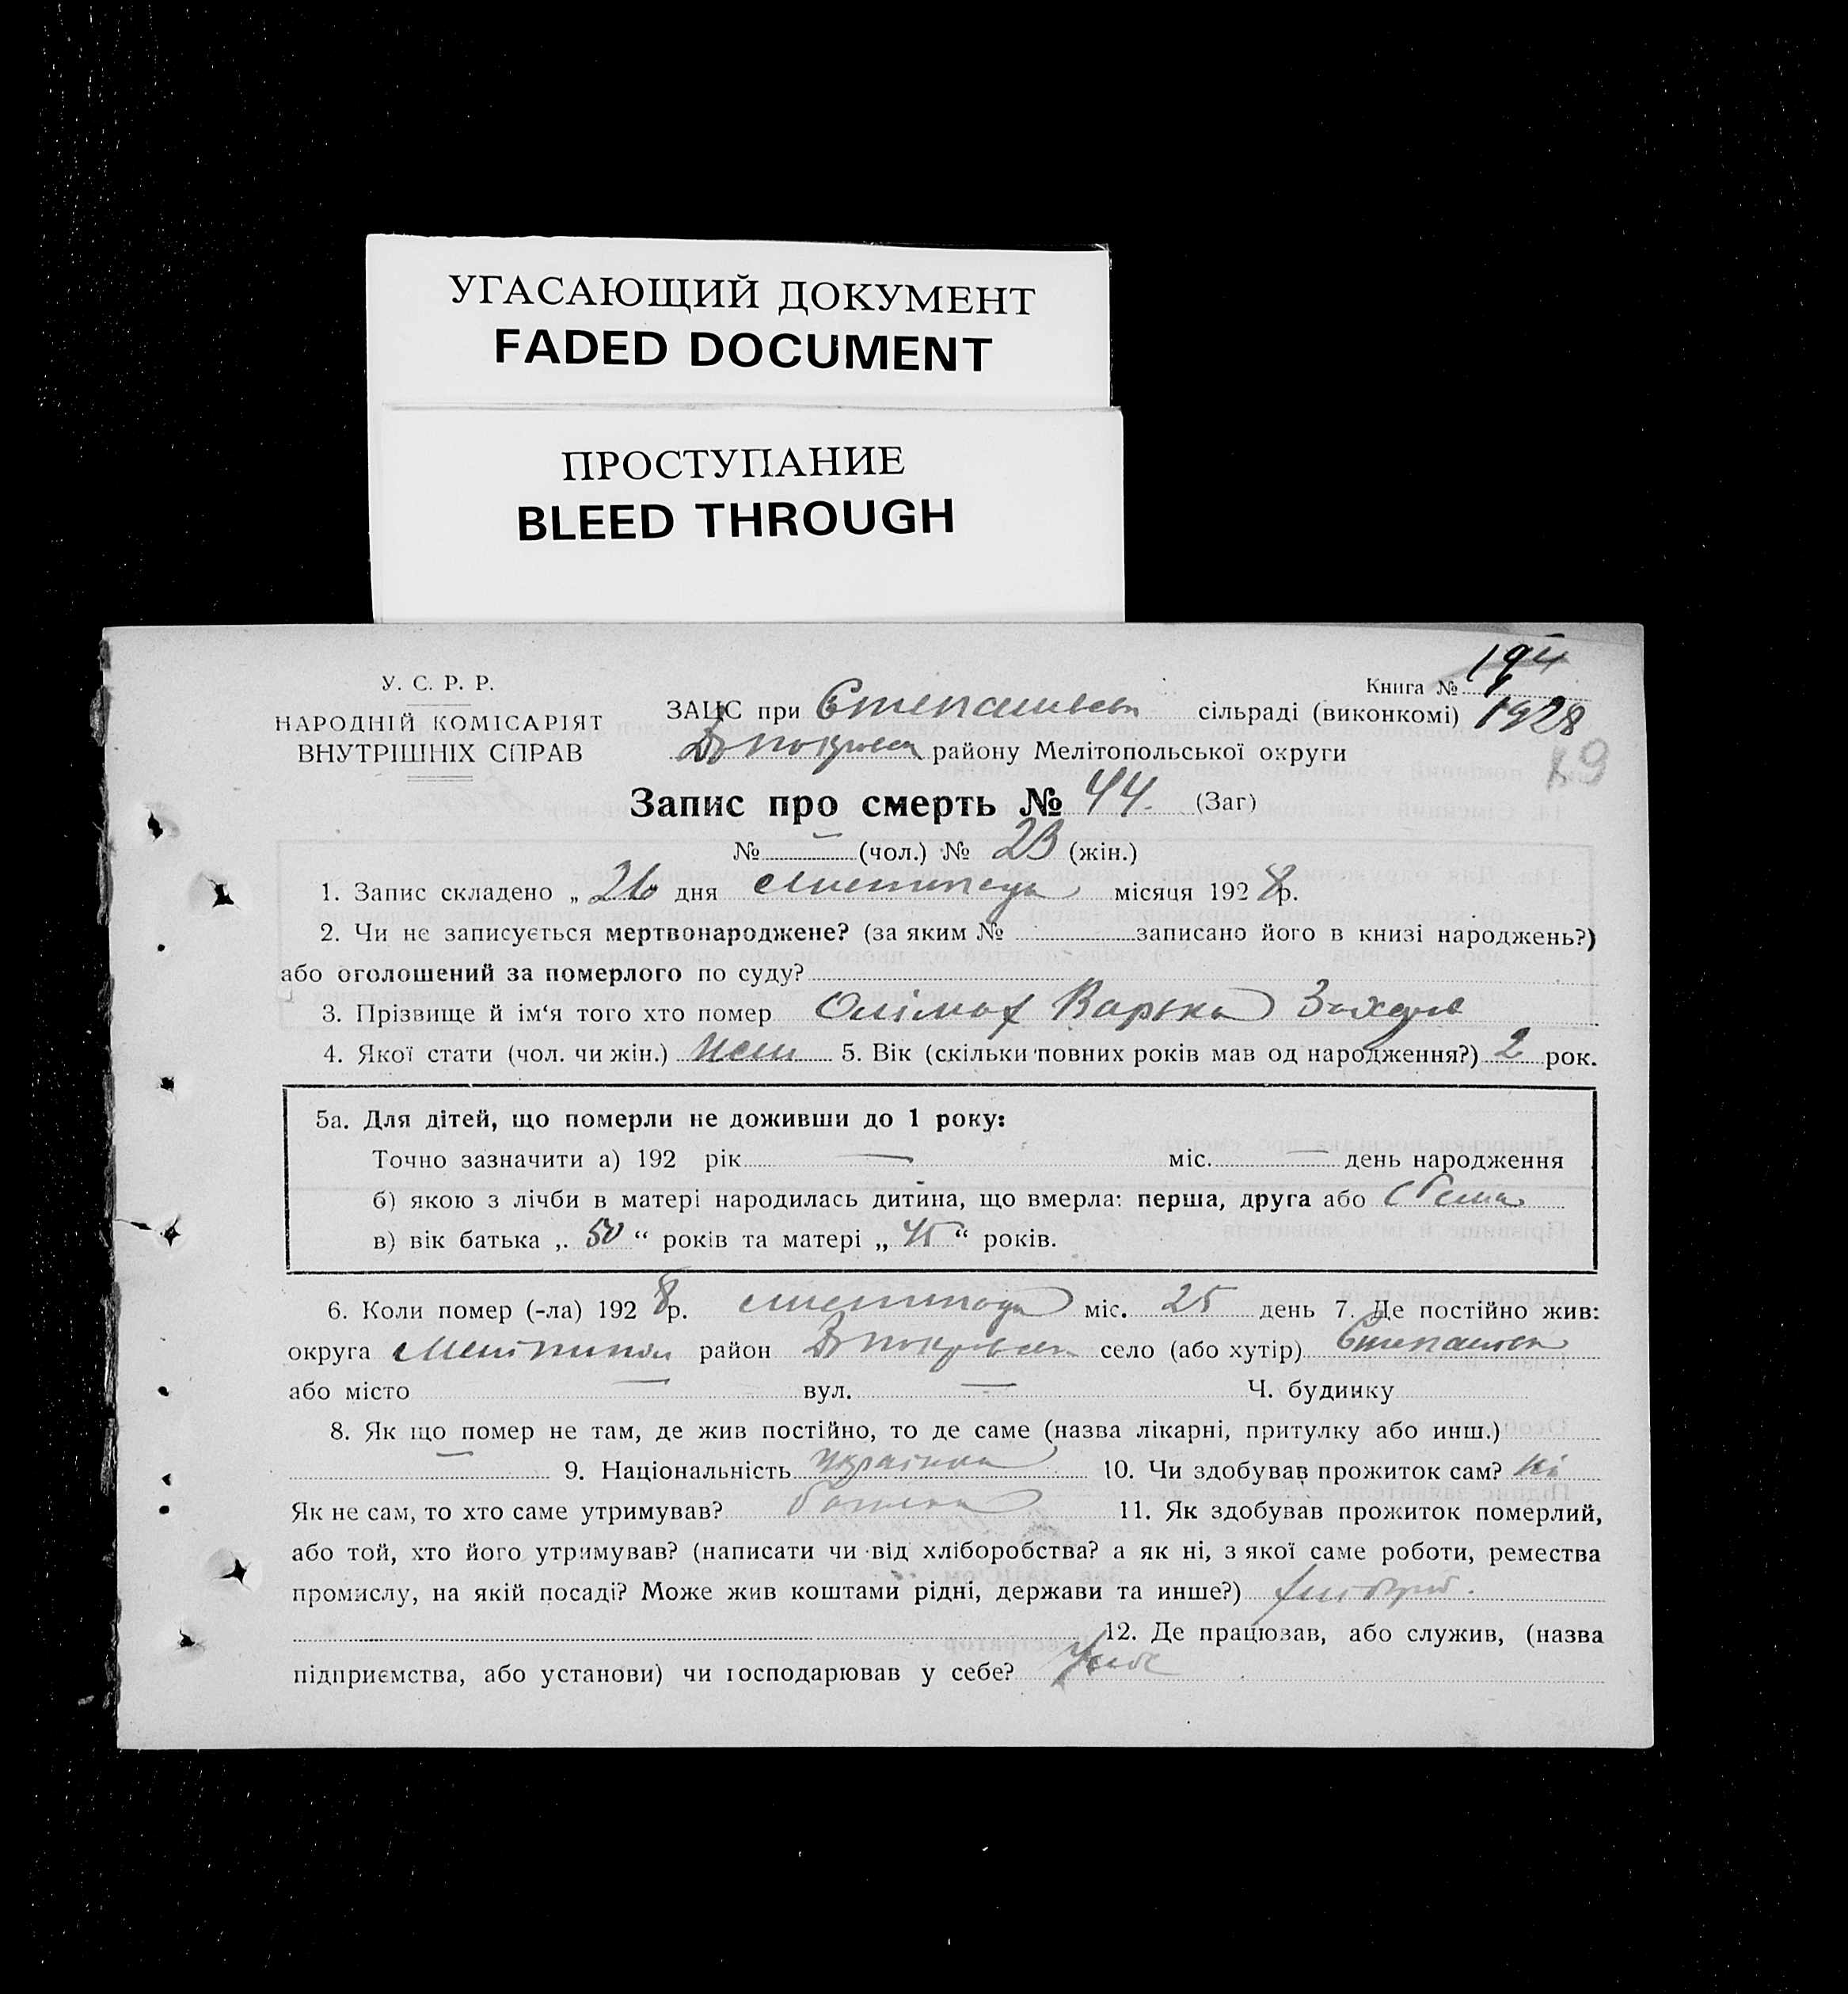 УГАСАЮЩИЙ ДОКУМЕНТ
FADED DOCUMENT
ПРОСТУПАНИЕ
BLEED THROUGH
194
У. С. Р. Р.
Книга № 1
НАРОДНІЙ КОМІСАРІЯТ
ЗАЦС при сільраді (виконкомі) 1928
ВНУТРІШНІХ СПРАВ
району Мелітопольської округи
19
Запис про смерть № 44. (Заг)
№ — (чол.) № 23 (жін.)
1. Запис складено „ 26 дня листопада місяця 1928 р.
2. Чи не записується мертвонароджене? (за яким № записано його в книзі народжень?)
або оголошений за померлого по суду?
3. Прізвище й ім‘я того хто помер Варька
4. Якої стати (чол. чи жін.) 5. Вік (скільки повних років мав од народження?) 2 рок.
5а. Для дітей, що померли не доживши до 1 року:
Точно зазначити а) 192 рік — міс. — день народження
б) якою з лічби в матері народилась дитина, що вмерла: перша, друга або
в) вік батька „ 50 “ років та матері „ 45 “ років.
6. Коли помер (-ла) 1928 р. листопада міс. 25 день 7. Де постійно жив:
округа район село (або хутір)
або місто — вул. — Ч. будинку
8. Як що помер не там, де жив постійно, то де саме (назва лікарні, притулку або инш.)
— 9. Національність українка 10. Чи здобував прожиток сам? ні
Як не сам, то хто саме утримував? батько 11. Як здобував прожиток померлий,
або той, хто його утримував? (написати чи від хліборобства? а як ні, з якої саме роботи, ремества
промислу, на якій посаді? Може жив коштами рідні, держави та инше?)
12. Де працював, або служив, (назва
підприємства, або установи) чи господарював у себе?